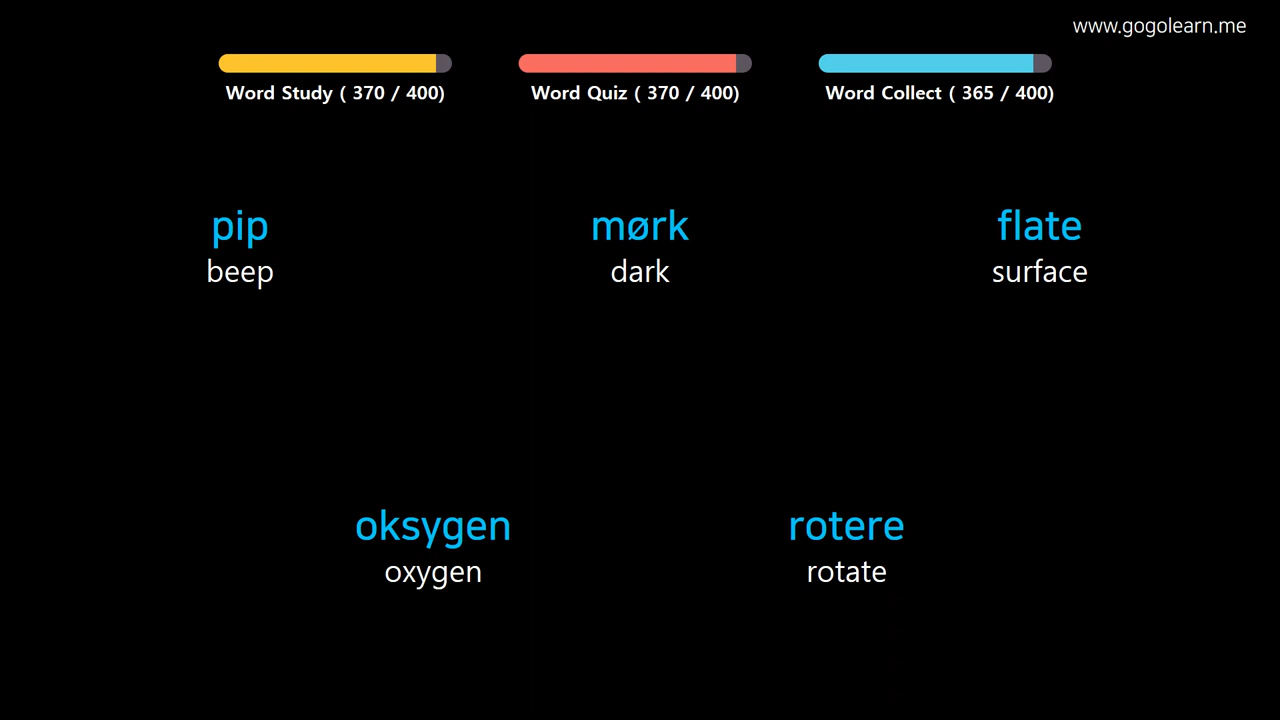 www.gogolearn.me
Word Study ( 370 / 400)
Word Quiz ( 370 / 400)
Word Collect ( 365 / 400)
pip
beep
mørk
dark
flate
surface
oksygen
oxygen
rotere
rotate